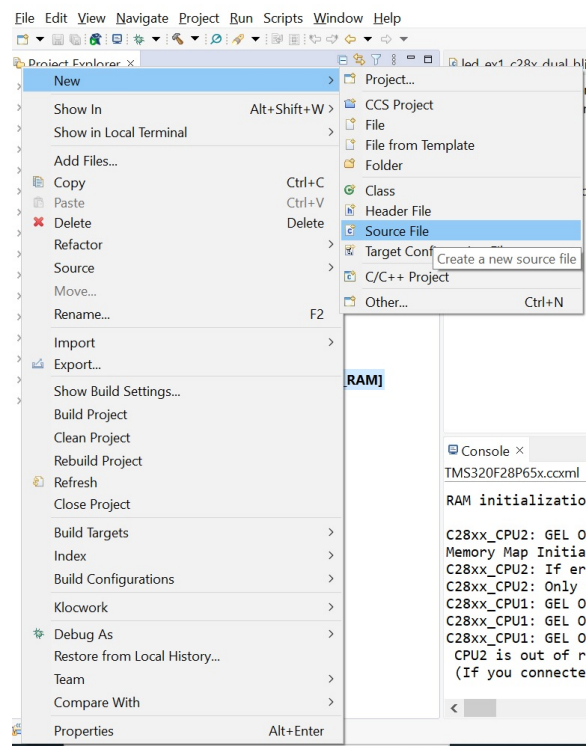 File Edit View Navigate Project Run Scripts Window Help
Project Explorer ×
led_ex1_c28x_dual_bli
New >
Show In Alt+Shift+W >
Show in Local Terminal >
Add Files...
Copy Ctrl+C
Paste Ctrl+V
Delete Delete
Refactor >
Source >
Move...
Rename... F2
Import >
Export...
Show Build Settings...
Build Project
Clean Project
Rebuild Project
Refresh
Close Project
Build Targets >
Index >
Build Configurations >
Klocwork >
Debug As >
Restore from Local History...
Team >
Compare With >
Properties Alt+Enter
Project...
CCS Project
File
File from Template
Folder
Class
Header File
Source File
Target Conf
Create a new source file
C/C++ Project
Other... Ctrl+N
_RAM]
Console ×
TMS320F28P65x.ccxml
RAM initializatio
C28xx_CPU2: GEL O
Memory Map Initia
C28xx_CPU2: If er
C28xx_CPU2: Only
C28xx_CPU1: GEL O
C28xx_CPU1: GEL O
C28xx_CPU1: GEL O
CPU2 is out of r
(If you connecte